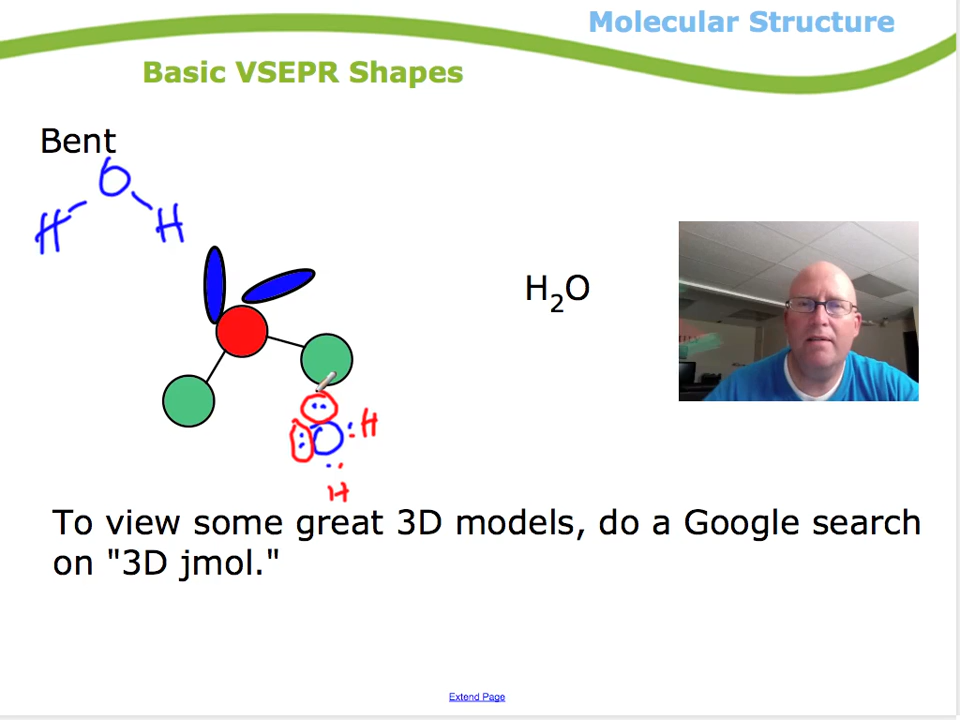 Molecular Structure
Basic VSEPR Shapes
Bent
O
H
H
H₂O
O
H
H
To view some great 3D models, do a Google search
on "3D jmol."
Extend Page